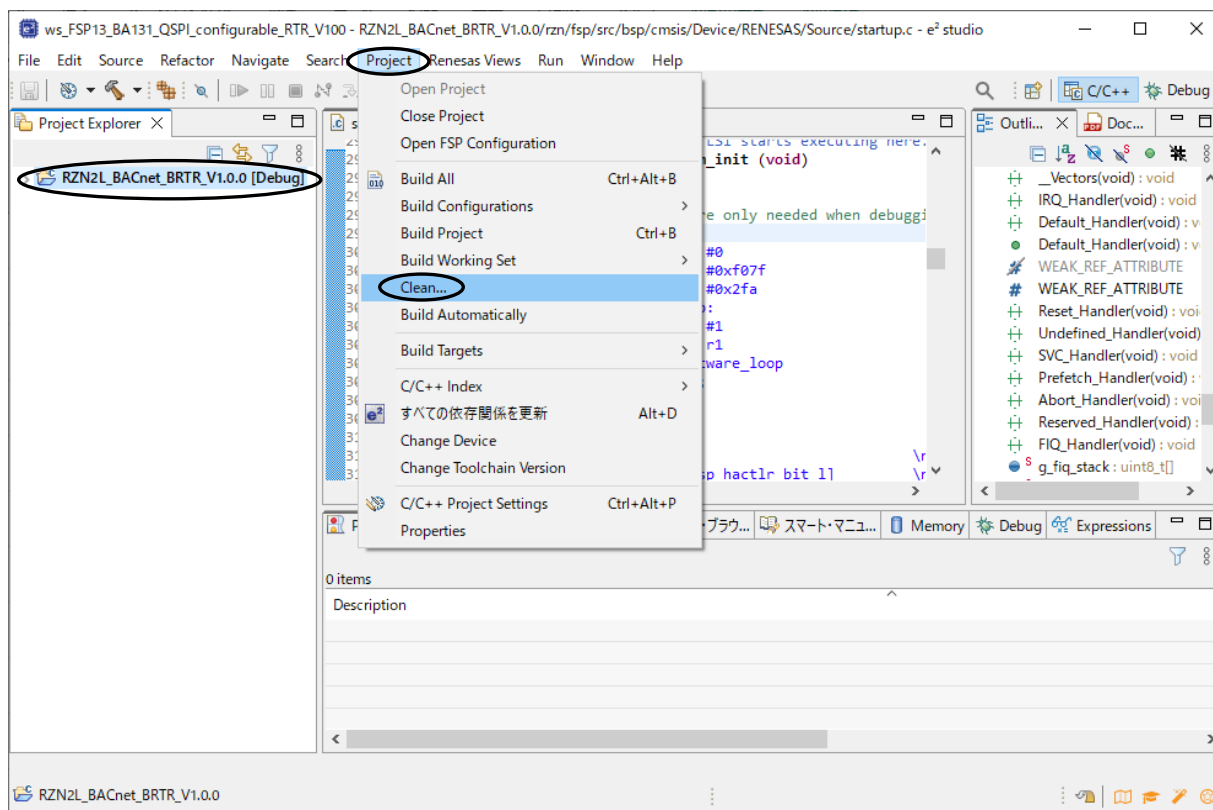 ws_FSP13_BA131_QSPI_configurable_RTR_V100 - RZN2L_BACnet_BRTR_V1.0.0/rzn/fsp/src/bsp/cmsis/Device/RENESAS/Source/startup.c - e² studio
File Edit Source Refactor Navigate Search Project Renesas Views Run Window Help
C/C++ Debug
Project Explorer
RZN2L_BACnet_BRTR_V1.0.0 [Debug]
Open Project
Close Project
Open FSP Configuration
Build All Ctrl+Alt+B
Build Configurations
Build Project Ctrl+B
Build Working Set
Clean...
Build Automatically
Build Targets
C/C++ Index
すべての依存関係を更新 Alt+D
Change Device
Change Toolchain Version
C/C++ Project Settings Ctrl+Alt+P
Properties
LSI starts executing here.
_init (void)
e only needed when debuggi
#0
#0xf07f
#0x2fa
:
#1
r1
ware_loop
sp hactlr bit l]
Outli... Doc...
__Vectors(void) : void
IRQ_Handler(void) : void
Default_Handler(void) : v
Default_Handler(void) : v
WEAK_REF_ATTRIBUTE
WEAK_REF_ATTRIBUTE
Reset_Handler(void) : voi
Undefined_Handler(void)
SVC_Handler(void) : void
Prefetch_Handler(void) :
Abort_Handler(void) : voi
Reserved_Handler(void) :
FIQ_Handler(void) : void
g_fiq_stack : uint8_t[]
・ブラウ... スマート・マニュ... Memory Debug Expressions
0 items
Description
RZN2L_BACnet_BRTR_V1.0.0